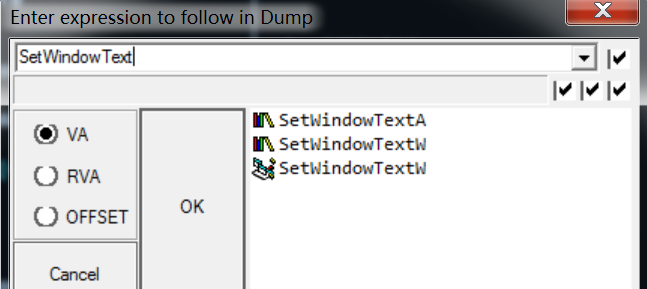 Enter expression to follow in Dump
SetWindowText
SetWindowTextA
VA
SetWindowTextW
SetWindowTextW
RVA
OK
OFFSET
Cancel